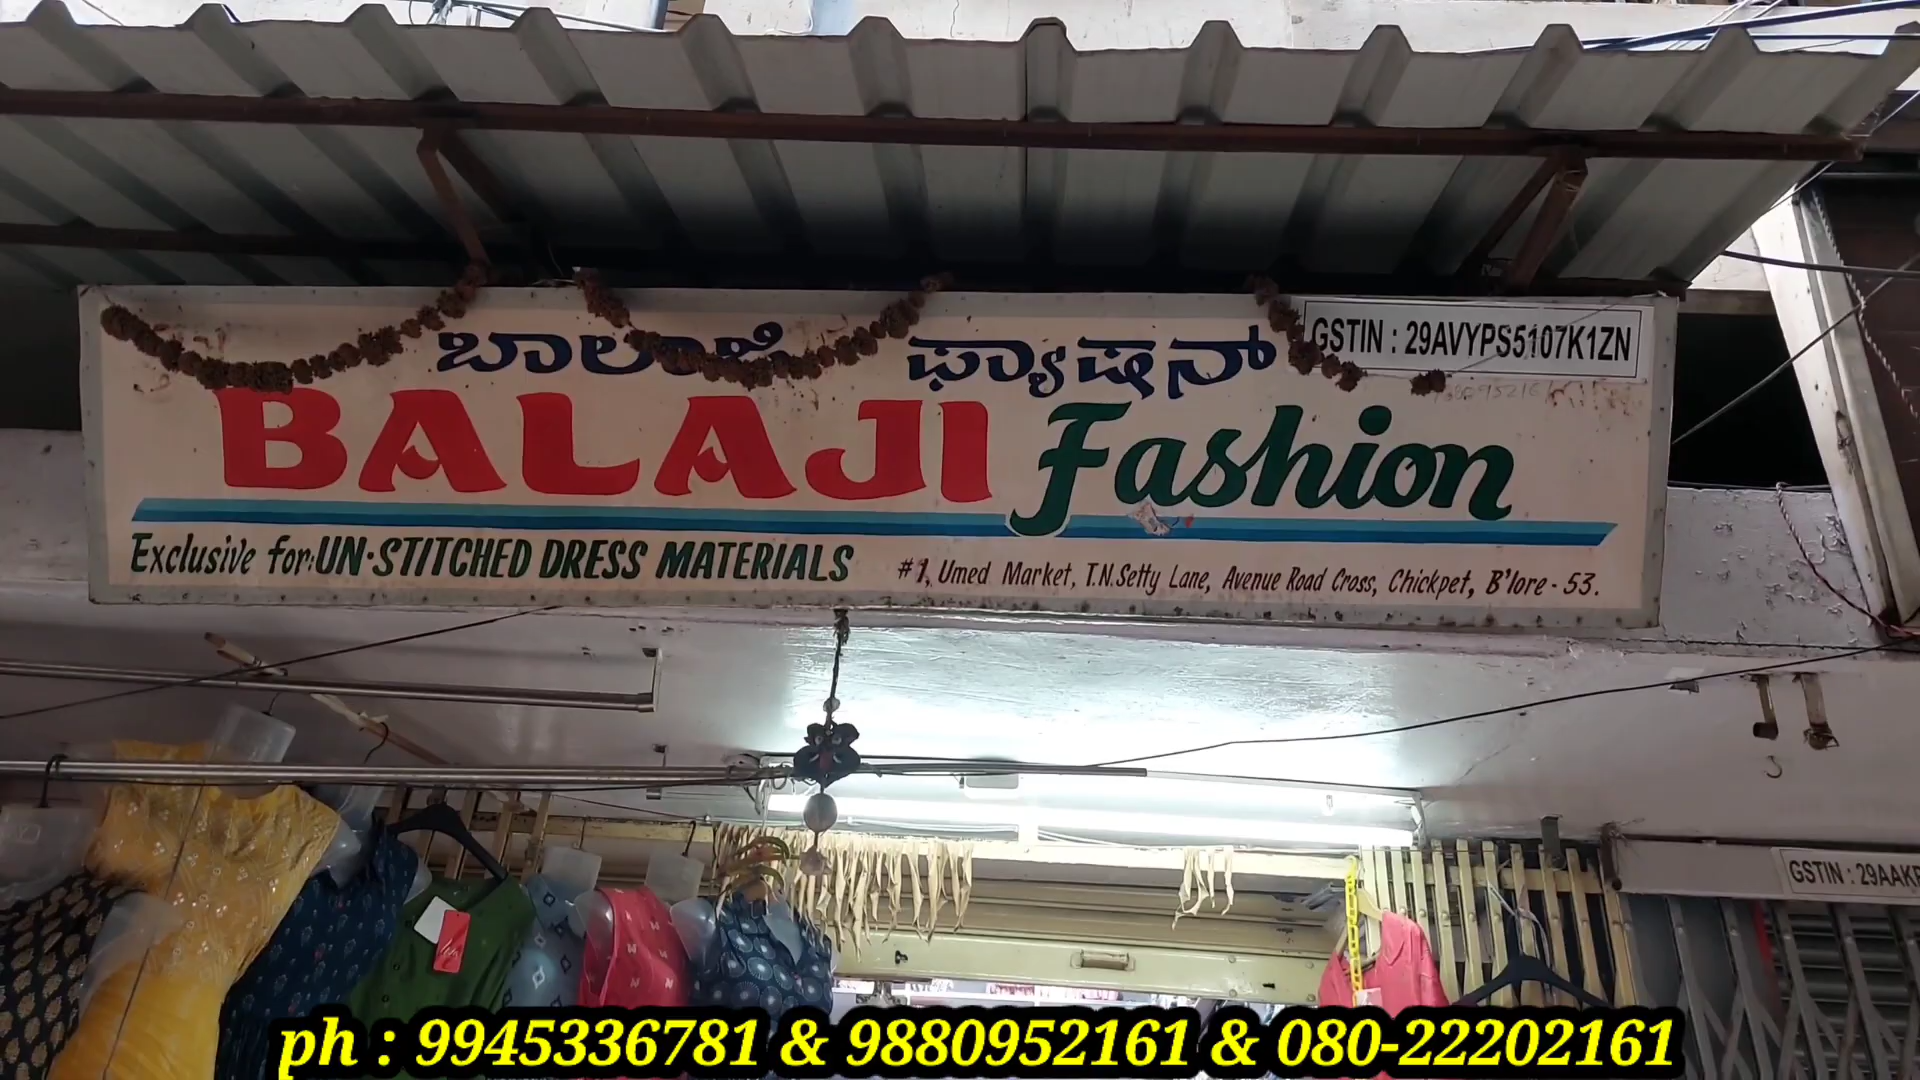 ಬಾಲಾಜಿ ಫ್ಯಾಷನ್
GSTIN : 29AVYPS5107K1ZN
BALAJI Fashion
Exclusive for: UN-STITCHED DRESS MATERIALS
#1, Umed Market, T.N.Setty Lane, Avenue Road Cross, Chickpet, B'lore - 53.
GSTIN :
ph : 9945336781 & 9880952161 & 080-22202161